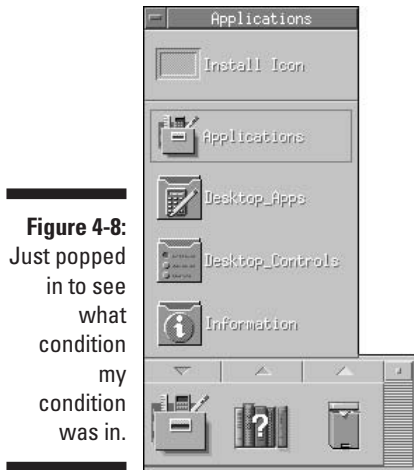 Applications
Install Icon
Applications
Desktop_Apps
Desktop_Controls
Information
Figure 4-8:
Just popped
in to see
what
condition
my
condition
was in.
?